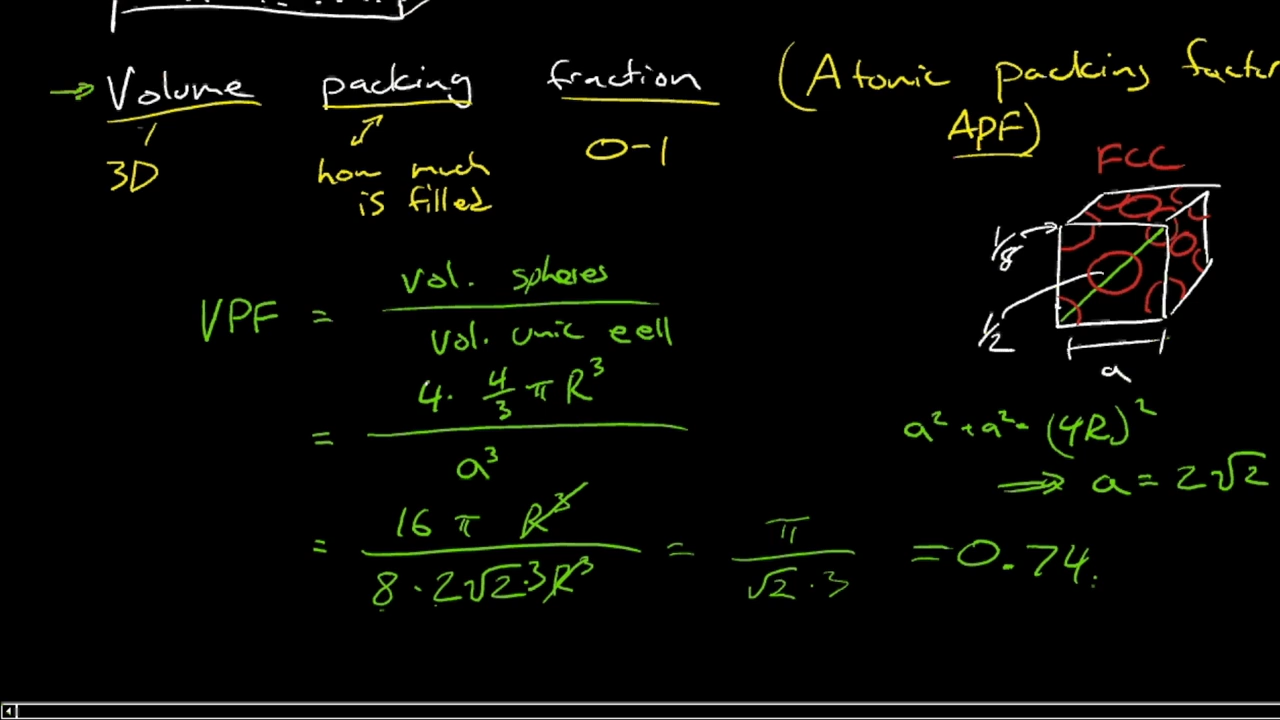 → Volume packing fraction (Atomic packing factor
APF)
3D how much is filled 0-1
FCC
1/8
1/2
a
VPF = vol. spheres / vol. unic cell
= 4 · 4/3 π R³ / a³
a² + a² = (4R)²
⇒ a = 2√2
= 16 π R³ / 8 · 2√2 · 3 R³ = π / √2 · 3 = 0.74.